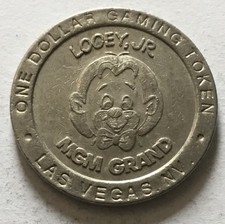 ONE DOLLAR GAMING TOKEN
LOOEY, JR
MGM GRAND
LAS VEGAS, NV.